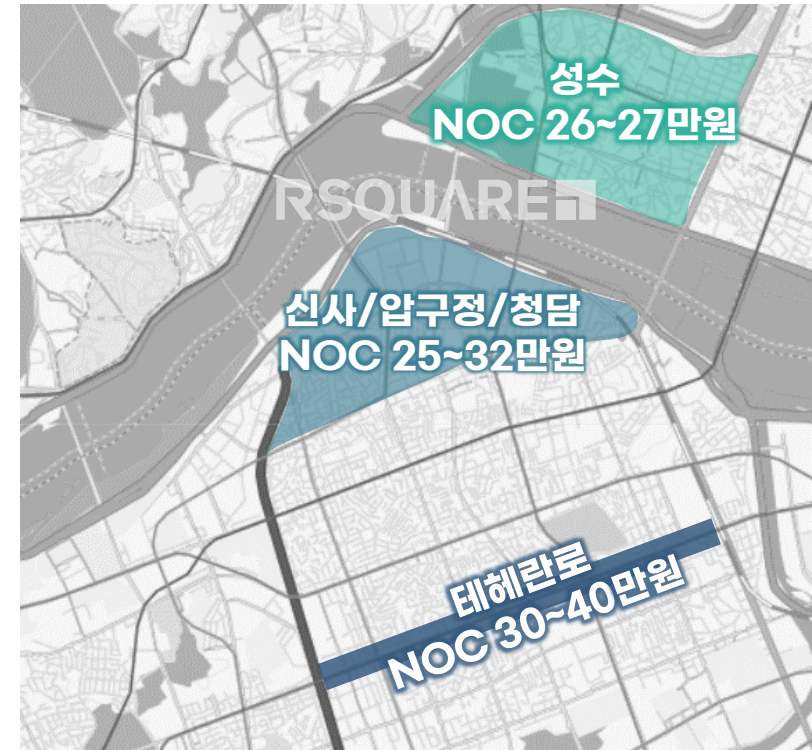 성수
NOC 26~27만원
RSQUARE
신사/압구정/청담
NOC 25~32만원
테헤란로
NOC 30~40만원